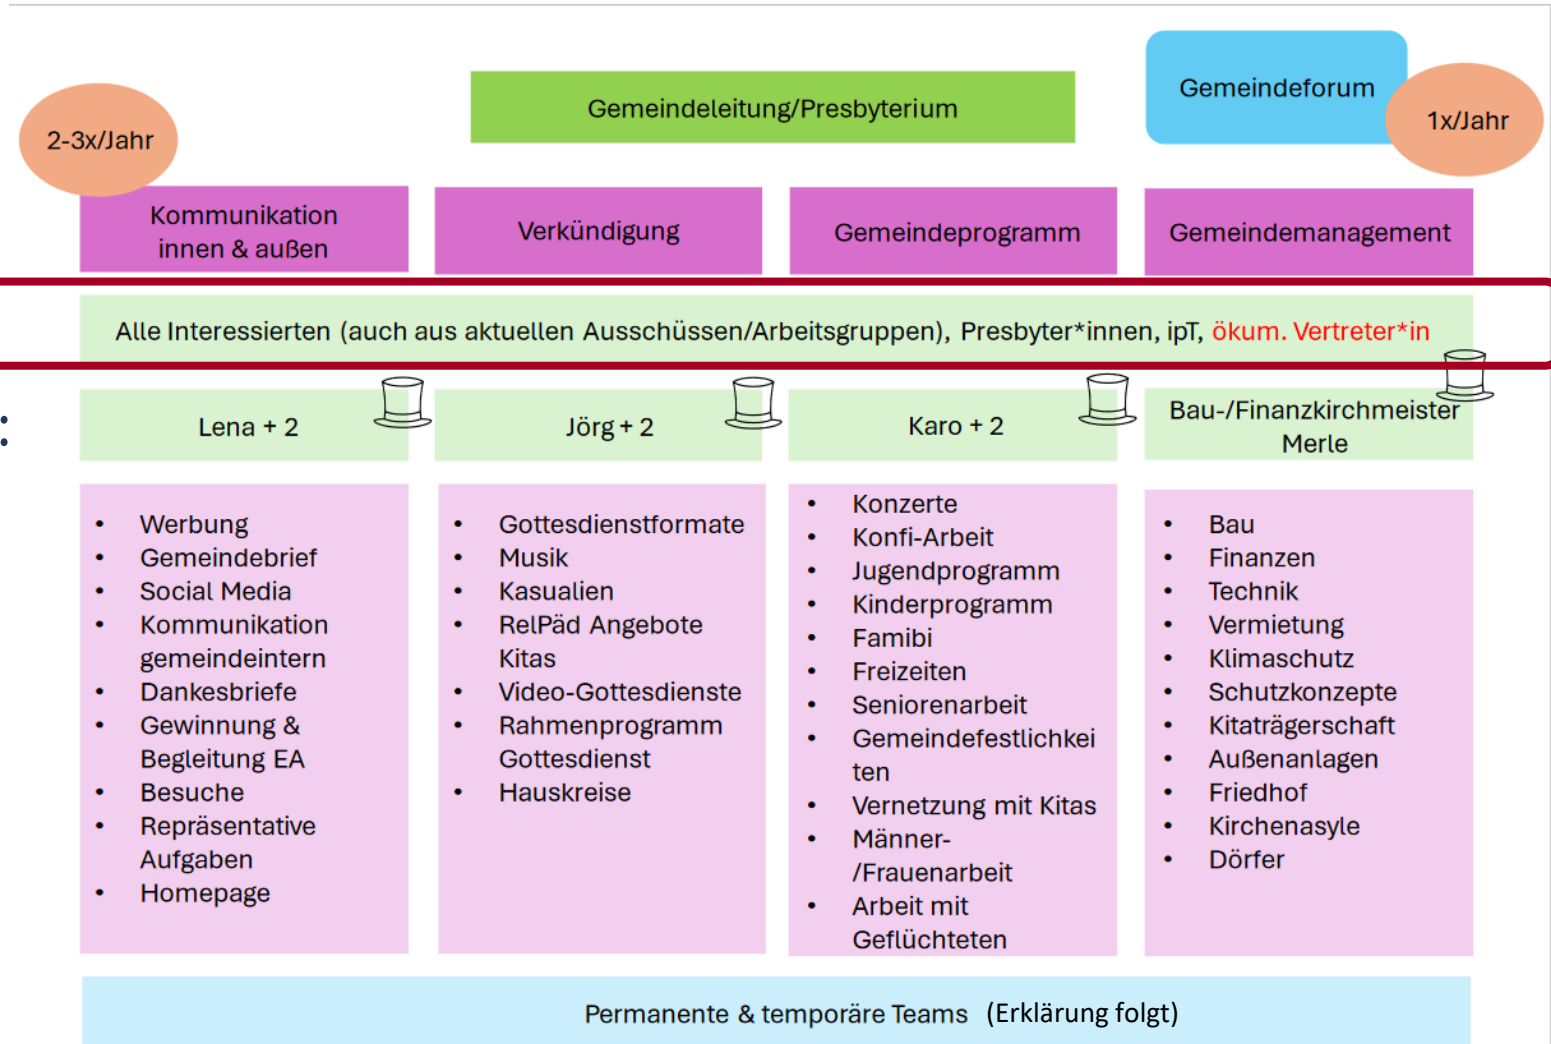 Gemeindeleitung/Presbyterium
Gemeindeforum
2-3x/Jahr
1x/Jahr
Kommunikation
innen & außen
Verkündigung
Gemeindeprogramm
Gemeindemanagement
Alle Interessierten (auch aus aktuellen Ausschüssen/Arbeitsgruppen), Presbyter*innen, ipT, ökum. Vertreter*in
:
Lena + 2
Jörg + 2
Karo + 2
Bau-/Finanzkirchmeister
Merle
• Werbung
• Gemeindebrief
• Social Media
• Kommunikation
gemeindeintern
• Dankesbriefe
• Gewinnung &
Begleitung EA
• Besuche
• Repräsentative
Aufgaben
• Homepage
• Gottesdienstformate
• Musik
• Kasualien
• RelPäd Angebote
Kitas
• Video-Gottesdienste
• Rahmenprogramm
Gottesdienst
• Hauskreise
• Konzerte
• Konfi-Arbeit
• Jugendprogramm
• Kinderprogramm
• Famibi
• Freizeiten
• Seniorenarbeit
• Gemeindefestlichkei
ten
• Vernetzung mit Kitas
• Männer-
/Frauenarbeit
• Arbeit mit
Geflüchteten
• Bau
• Finanzen
• Technik
• Vermietung
• Klimaschutz
• Schutzkonzepte
• Kitaträgerschaft
• Außenanlagen
• Friedhof
• Kirchenasyle
• Dörfer
Permanente & temporäre Teams (Erklärung folgt)